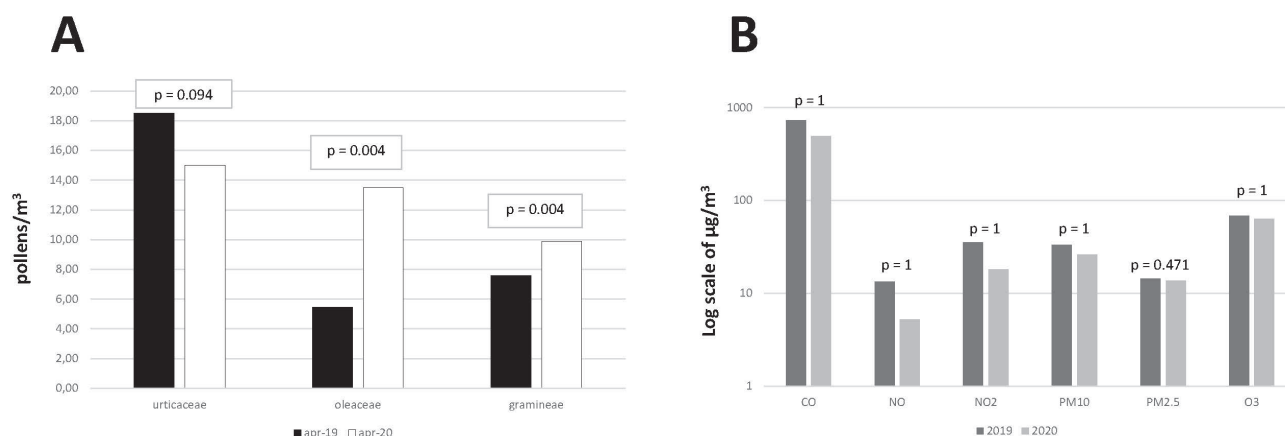 A
20,00
18,00
16,00
14,00
12,00
10,00
8,00
6,00
4,00
2,00
0,00
pollens/m³
p = 0.094
p = 0.004
p = 0.004
urticaceae oleaceae gramineae
apr-19 apr-20
B
1000
100
10
1
Log scale of µg/m³
p = 1
p = 1
p = 1
p = 1
p = 0.471
p = 1
CO NO NO2 PM10 PM2.5 O3
2019 2020